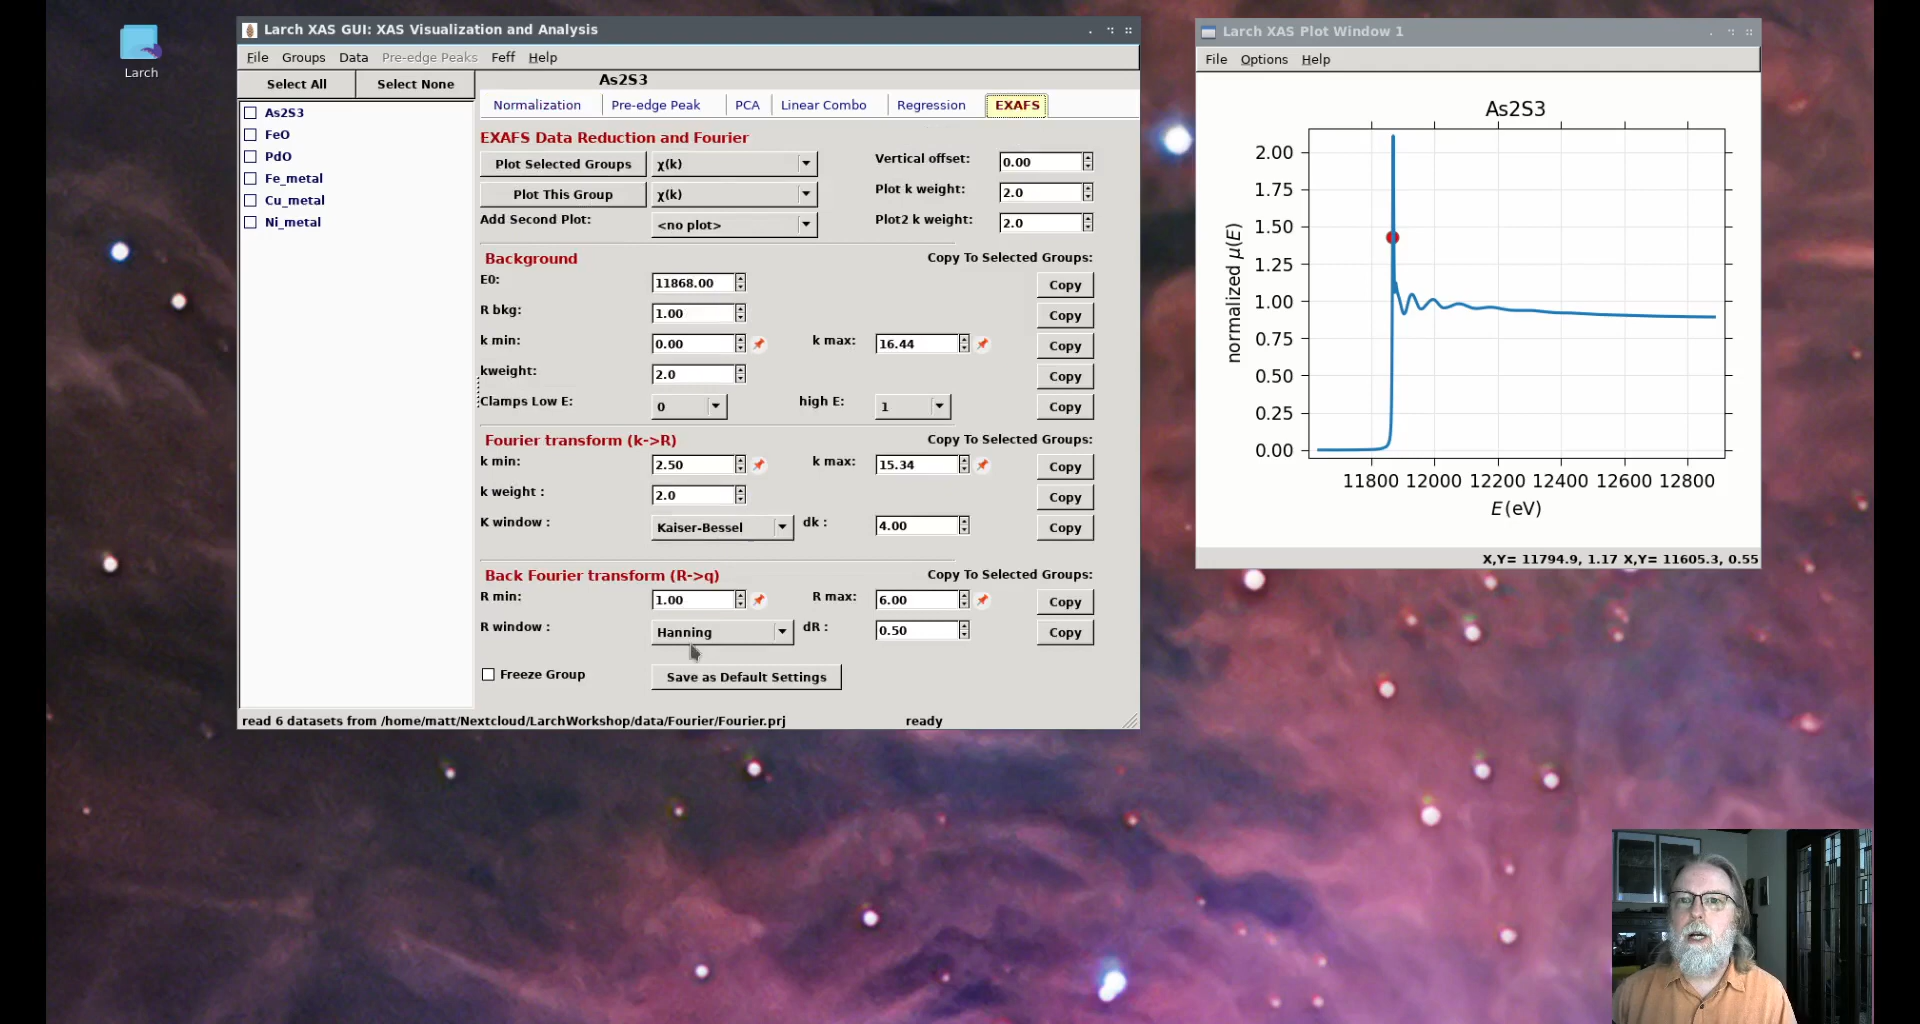 Larch
Larch XAS GUI: XAS Visualization and Analysis
File Groups Data Pre-edge Peaks Feff Help
Select All Select None
As2S3
As2S3
FeO
PdO
Fe_metal
Cu_metal
Ni_metal
Normalization Pre-edge Peak PCA Linear Combo Regression EXAFS
EXAFS Data Reduction and Fourier
Plot Selected Groups χ(k) Vertical offset: 0.00
Plot This Group χ(k) Plot k weight: 2.0
Add Second Plot: <no plot> Plot2 k weight: 2.0
Background Copy To Selected Groups:
E0: 11868.00 Copy
R bkg: 1.00 Copy
k min: 0.00 k max: 16.44 Copy
kweight: 2.0 Copy
Clamps Low E: 0 high E: 1 Copy
Fourier transform (k->R) Copy To Selected Groups:
k min: 2.50 k max: 15.34 Copy
k weight : 2.0 Copy
K window : Kaiser-Bessel dk : 4.00 Copy
Back Fourier transform (R->q) Copy To Selected Groups:
R min: 1.00 R max: 6.00 Copy
R window : Hanning dR : 0.50 Copy
Freeze Group Save as Default Settings
read 6 datasets from /home/matt/Nextcloud/LarchWorkshop/data/Fourier/Fourier.prj ready
Larch XAS Plot Window 1
File Options Help
As2S3
normalized μ(E)
2.00
1.75
1.50
1.25
1.00
0.75
0.50
0.25
0.00
11800 12000 12200 12400 12600 12800
E (eV)
X,Y= 11794.9, 1.17 X,Y= 11605.3, 0.55